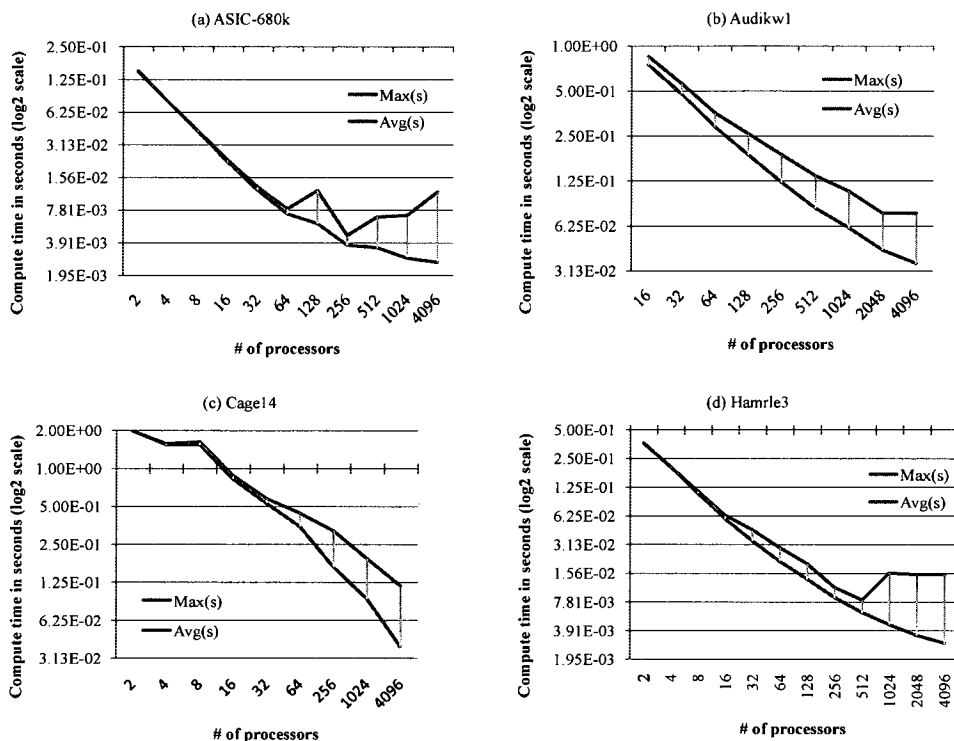 (a) ASIC-680k
Compute time in seconds (log2 scale)
2.50E-01
1.25E-01
6.25E-02
3.13E-02
1.56E-02
7.81E-03
3.91E-03
1.95E-03
Max(s)
Avg(s)
2 4 8 16 32 64 128 256 512 1024 4096
# of processors
(b) Audikw1
Compute time in seconds (log2 scale)
1.00E+00
5.00E-01
2.50E-01
1.25E-01
6.25E-02
3.13E-02
Max(s)
Avg(s)
16 32 64 128 256 512 1024 2048 4096
# of processors
(c) Cage14
Compute time in seconds (log2 scale)
2.00E+00
1.00E+00
5.00E-01
2.50E-01
1.25E-01
6.25E-02
3.13E-02
Max(s)
Avg(s)
2 4 8 16 32 64 256 1024 4096
# of processors
(d) Hamrle3
Compute time in seconds (log2 scale)
5.00E-01
2.50E-01
1.25E-01
6.25E-02
3.13E-02
1.56E-02
7.81E-03
3.91E-03
1.95E-03
Max(s)
Avg(s)
2 4 8 16 32 64 128 256 512 1024 2048 4096
# of processors